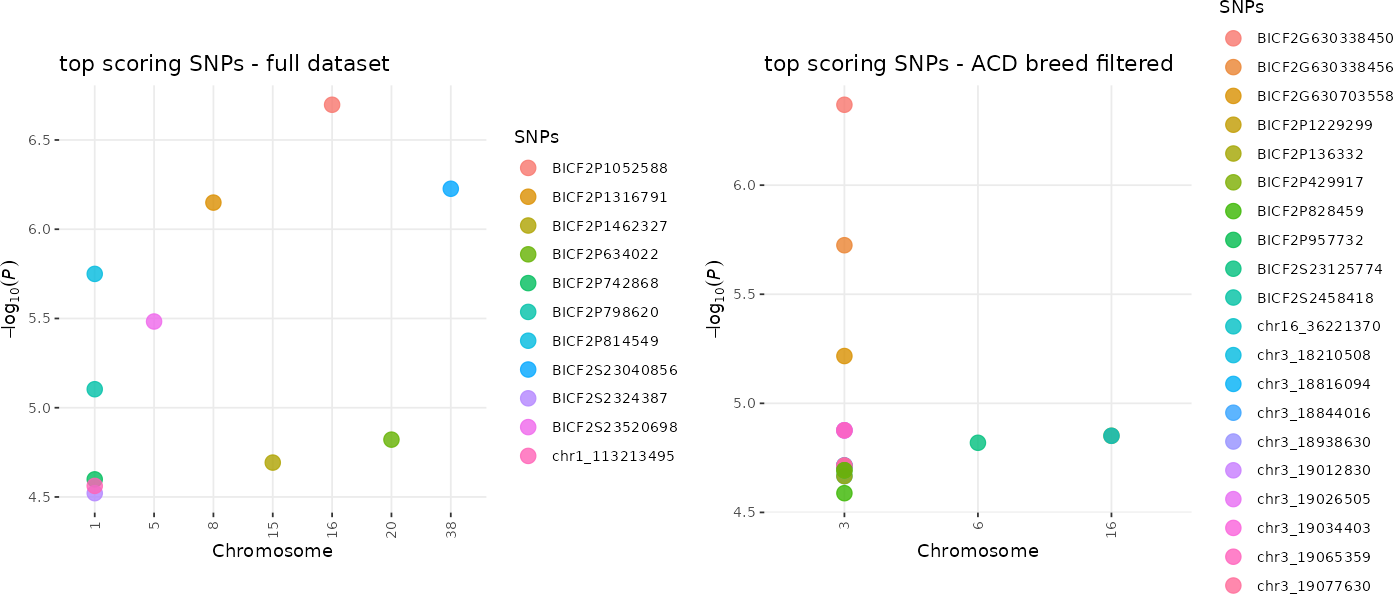 top scoring SNPs - full dataset
−log10(P)
6.5
6.0
5.5
5.0
4.5
1
5
8
15
16
20
38
Chromosome
SNPs
BICF2P1052588
BICF2P1316791
BICF2P1462327
BICF2P634022
BICF2P742868
BICF2P798620
BICF2P814549
BICF2S23040856
BICF2S2324387
BICF2S23520698
chr1_113213495
top scoring SNPs - ACD breed filtered
−log10(P)
6.0
5.5
5.0
4.5
3
6
16
Chromosome
SNPs
BICF2G630338450
BICF2G630338456
BICF2G630703558
BICF2P1229299
BICF2P136332
BICF2P429917
BICF2P828459
BICF2P957732
BICF2S23125774
BICF2S2458418
chr16_36221370
chr3_18210508
chr3_18816094
chr3_18844016
chr3_18938630
chr3_19012830
chr3_19026505
chr3_19034403
chr3_19065359
chr3_19077630